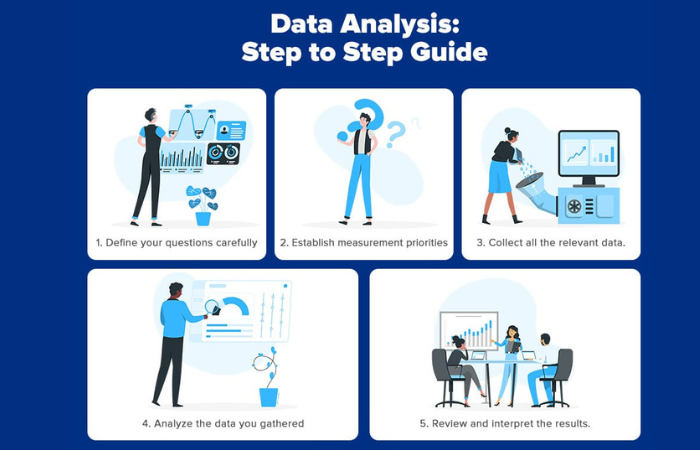 Data Analysis:
Step to Step Guide
1. Define your questions carefully
2. Establish measurement priorities
3. Collect all the relevant data.
4. Analyze the data you gathered
5. Review and interpret the results.